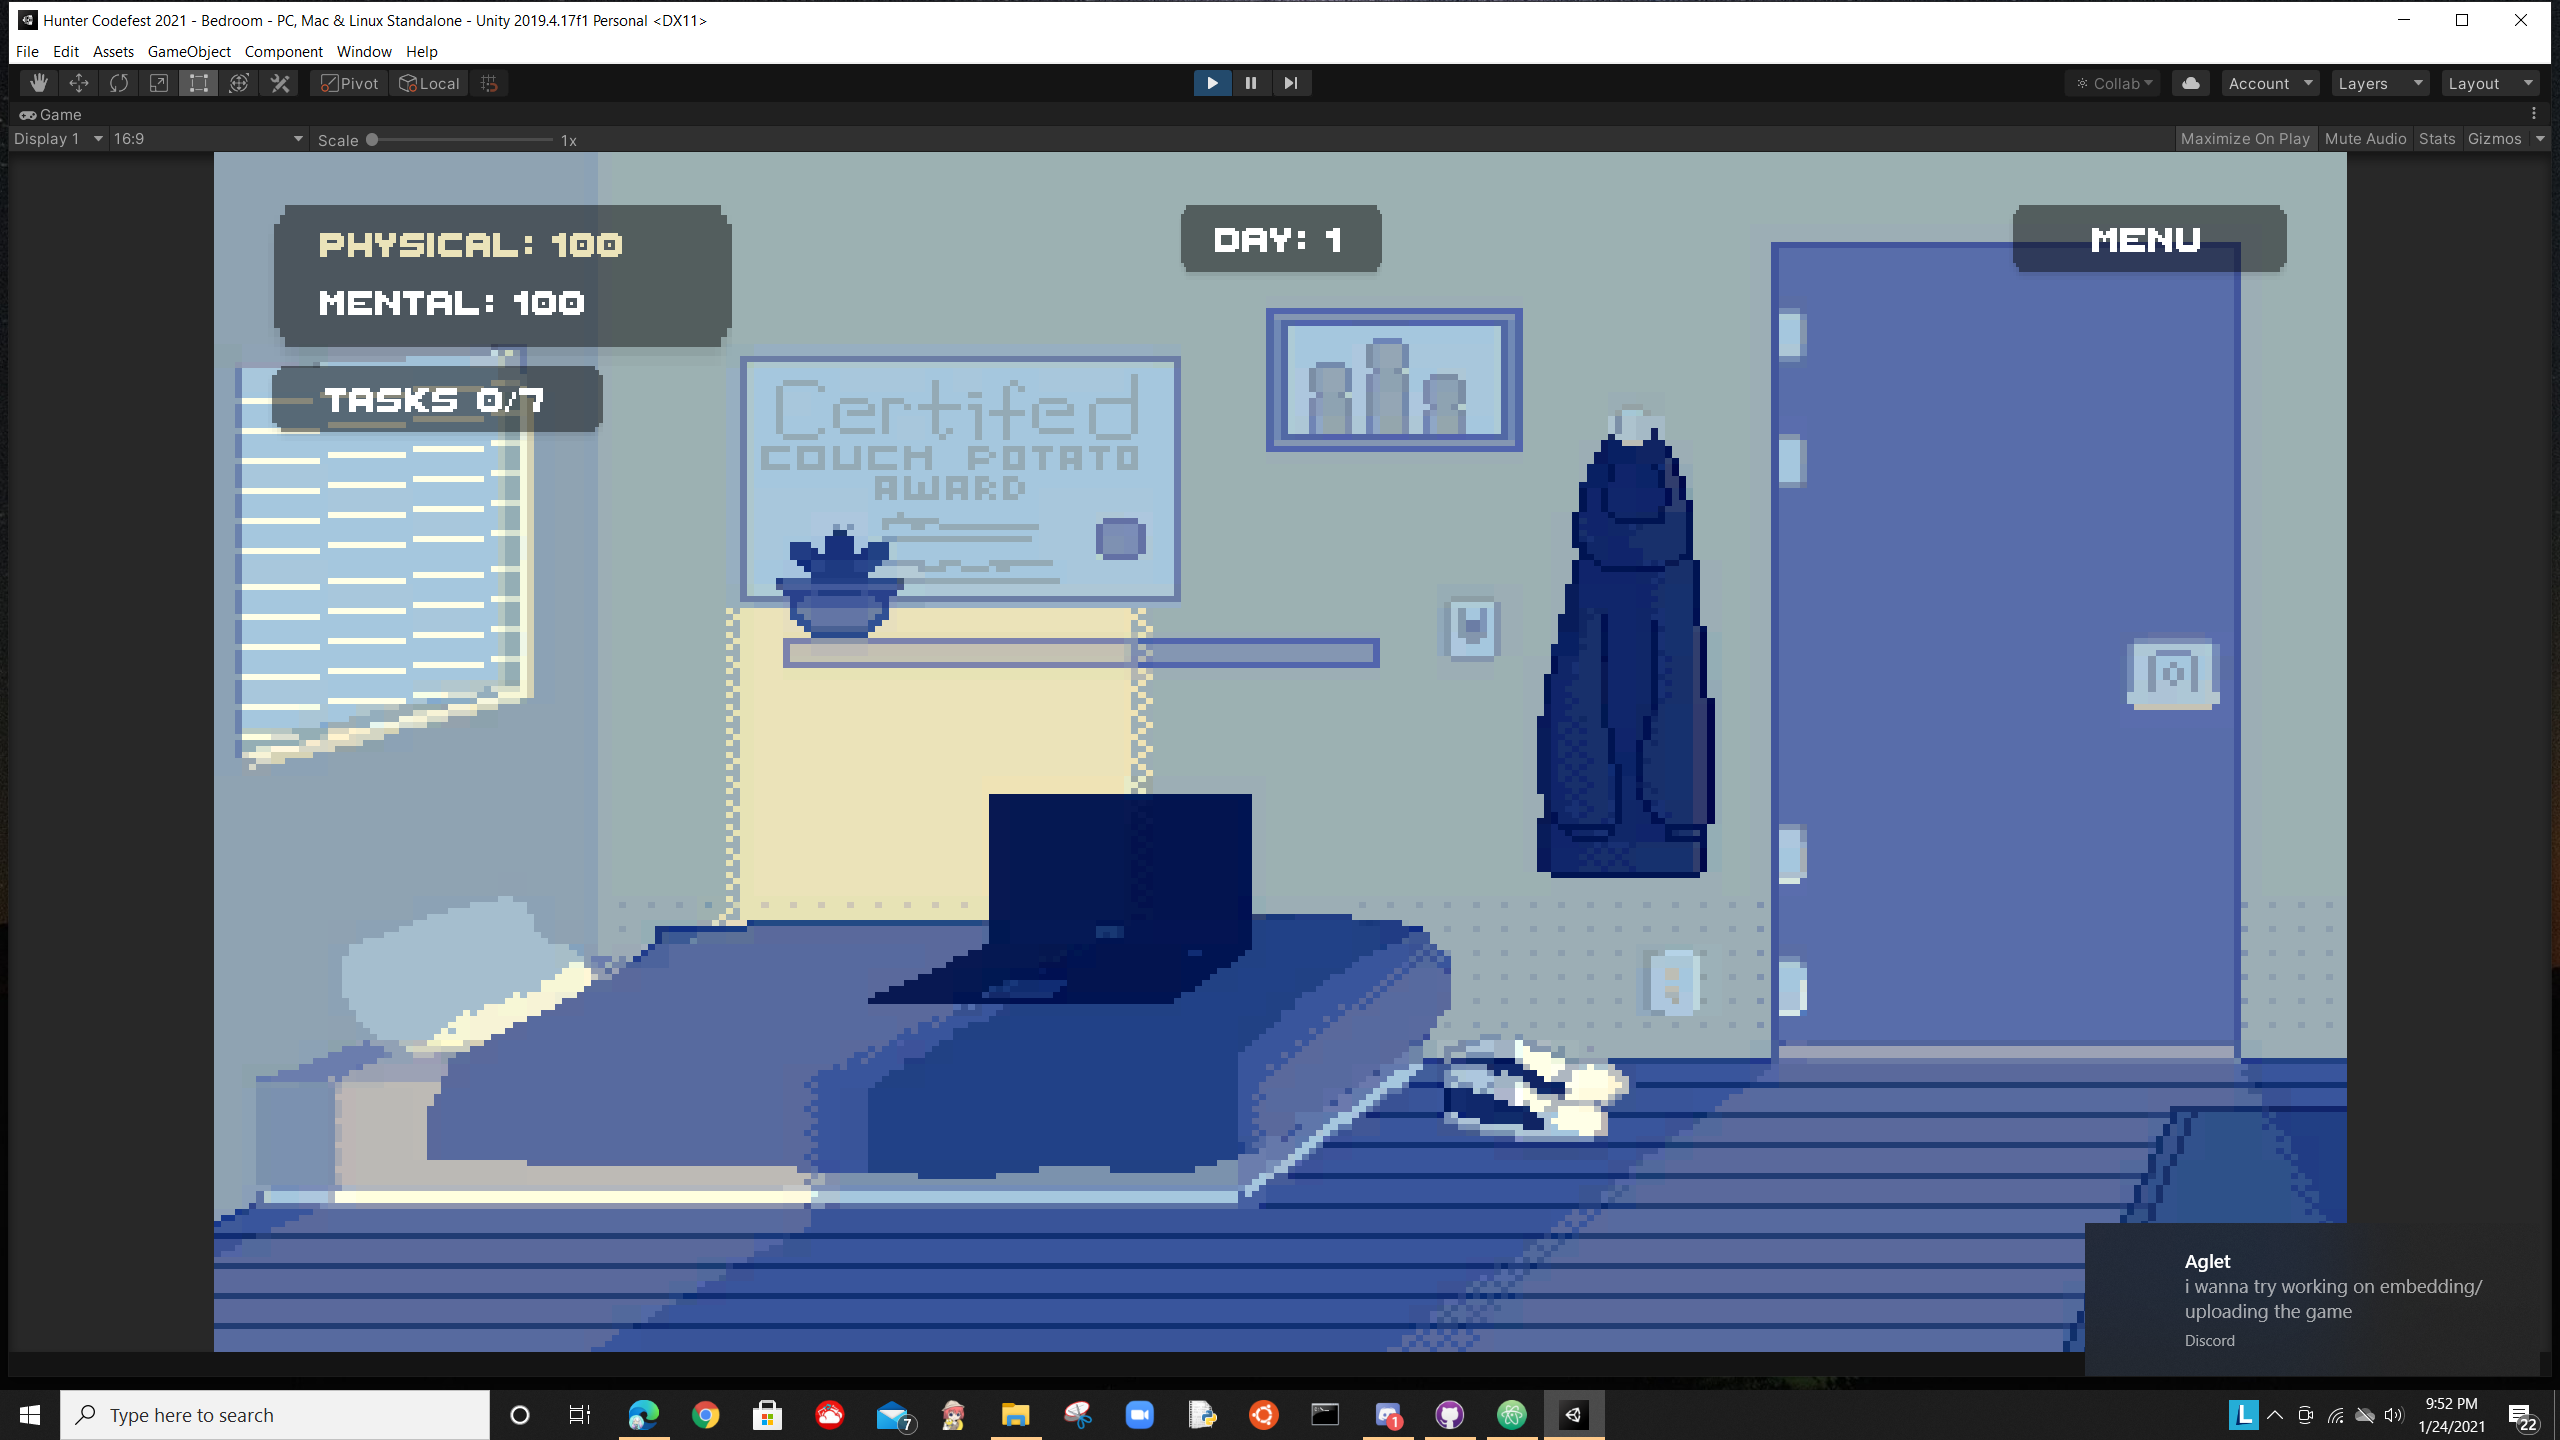 Hunter Codefest 2021 - Bedroom - PC, Mac & Linux Standalone - Unity 2019.4.17f1 Personal <DX11>
File Edit Assets GameObject Component Window Help
Pivot Local Collab Account Layers Layout
Game
Display 1 16:9 Scale 1x Maximize On Play Mute Audio Stats Gizmos
PHYSICAL: 100
MENTAL: 100
DAY: 1
MENU
TASKS 0/7
Certifed
COUCH POTATO
AWARD
Aglet
i wanna try working on embedding/
uploading the game
Discord
Type here to search
7
1
L
9:52 PM
1/24/2021
22